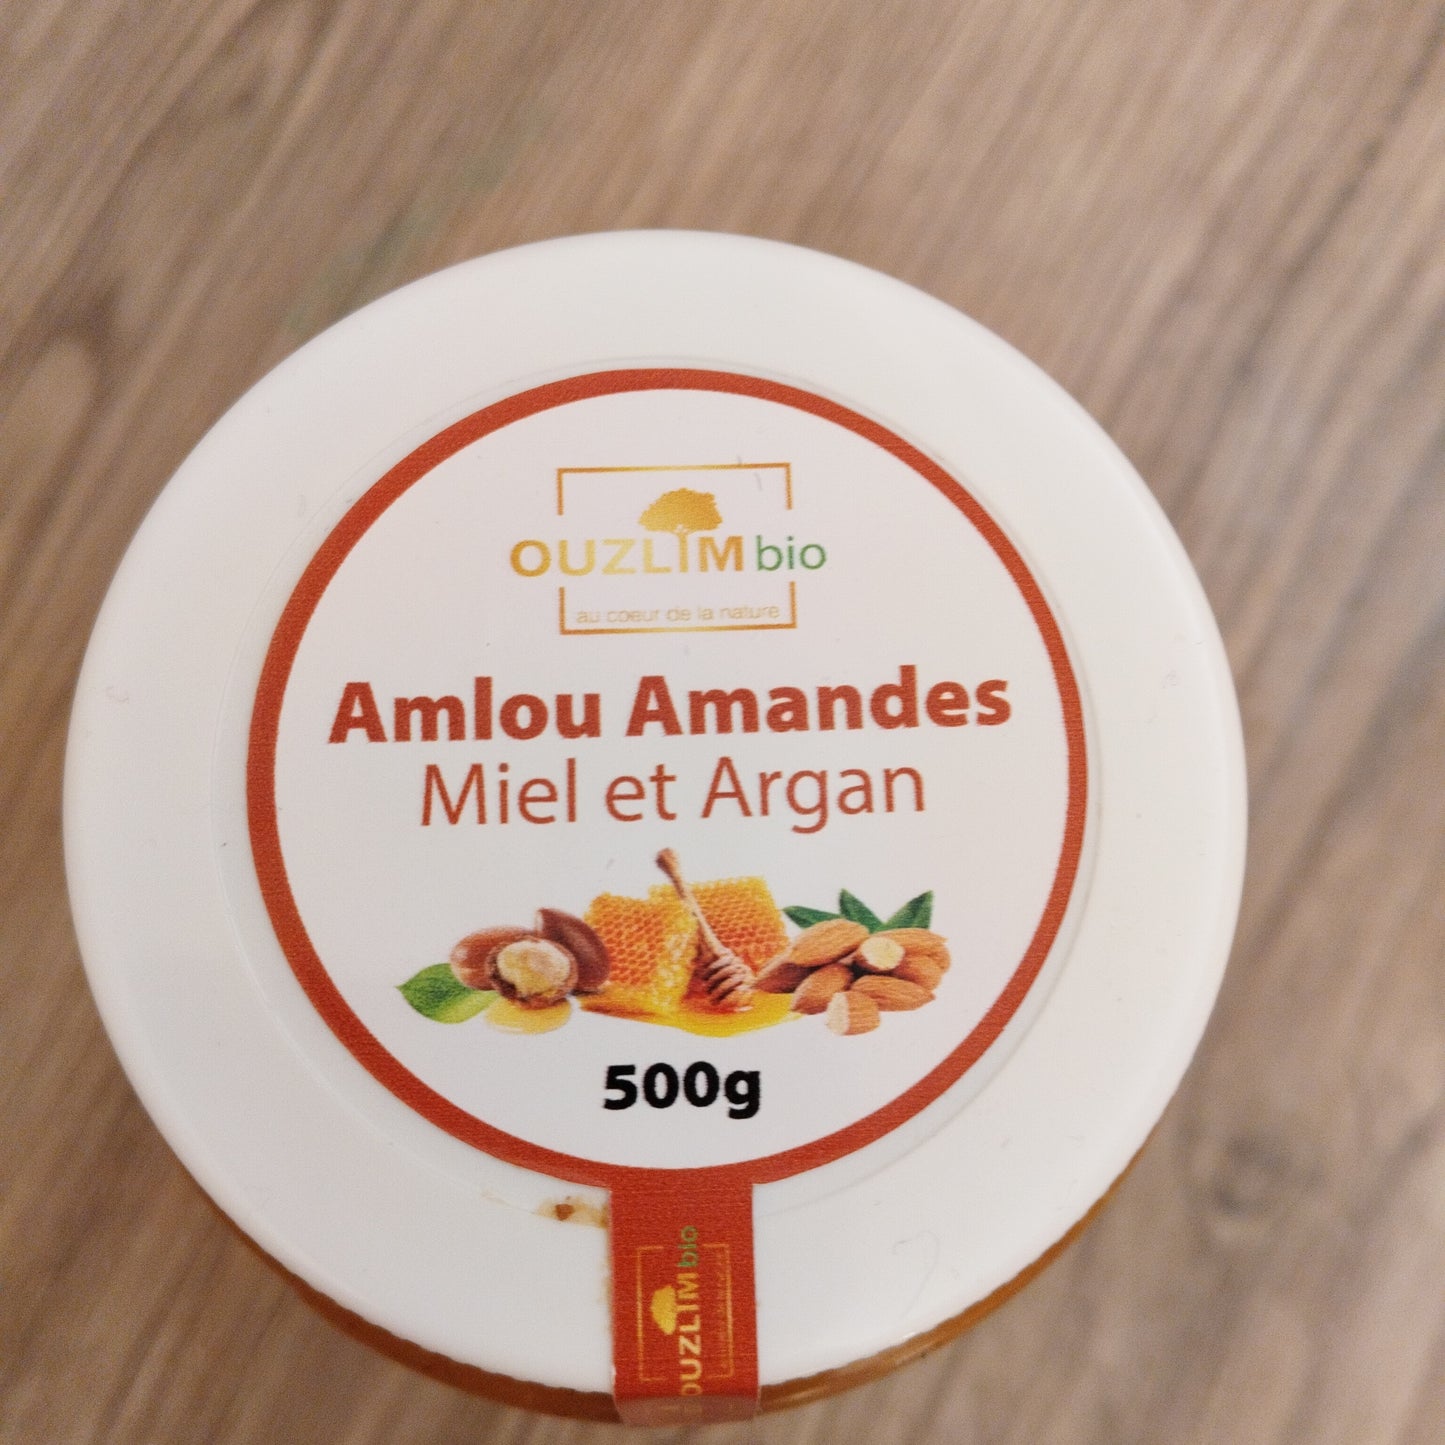 OUZLIM bio
au coeur de la nature
Amlou Amandes
Miel et Argan
500g
OUZLIM bio